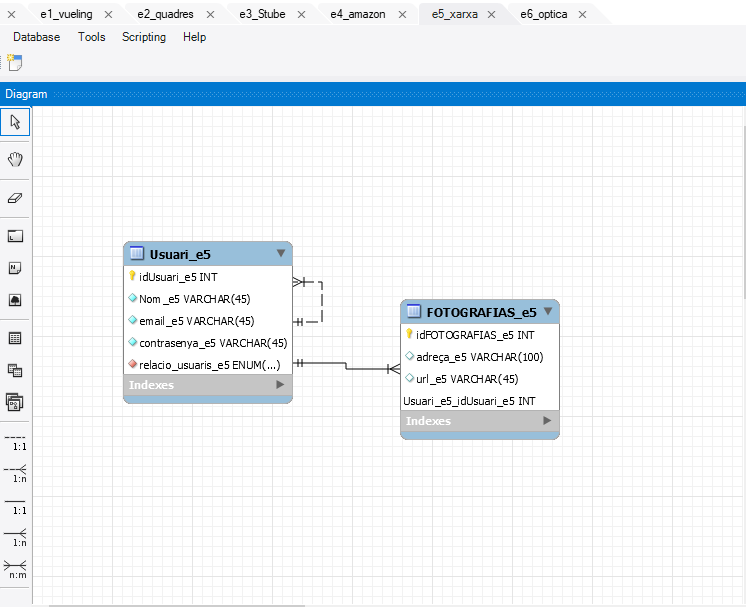 e1_vueling e2_quadres e3_Stube e4_amazon e5_xarxa e6_optica
Database Tools Scripting Help
Diagram
Usuari_e5
idUsuari_e5 INT
Nom_e5 VARCHAR(45)
email_e5 VARCHAR(45)
contrasenya_e5 VARCHAR(45)
relacio_usuaris_e5 ENUM(...)
Indexes
FOTOGRAFIAS_e5
idFOTOGRAFIAS_e5 INT
adreça_e5 VARCHAR(100)
url_e5 VARCHAR(45)
Usuari_e5_idUsuari_e5 INT
Indexes
1:1
1:n
1:1
1:n
n:m